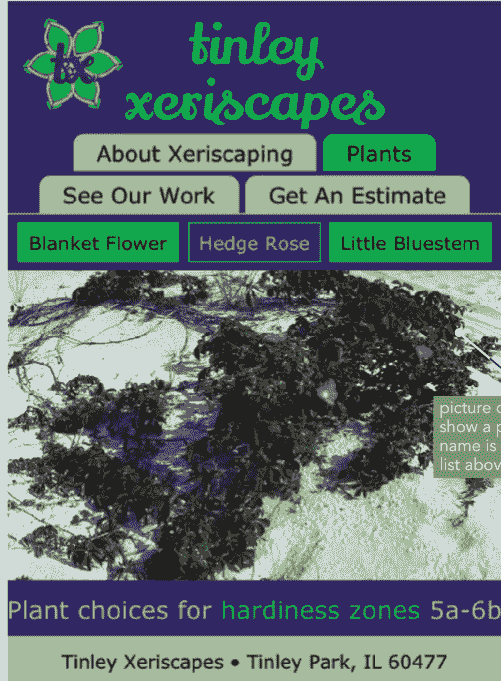 tx
tinley
xeriscapes
About Xeriscaping
Plants
See Our Work
Get An Estimate
Blanket Flower
Hedge Rose
Little Bluestem
picture
show a
name is
list abov
Plant choices for hardiness zones 5a-6b
Tinley Xeriscapes • Tinley Park, IL 60477